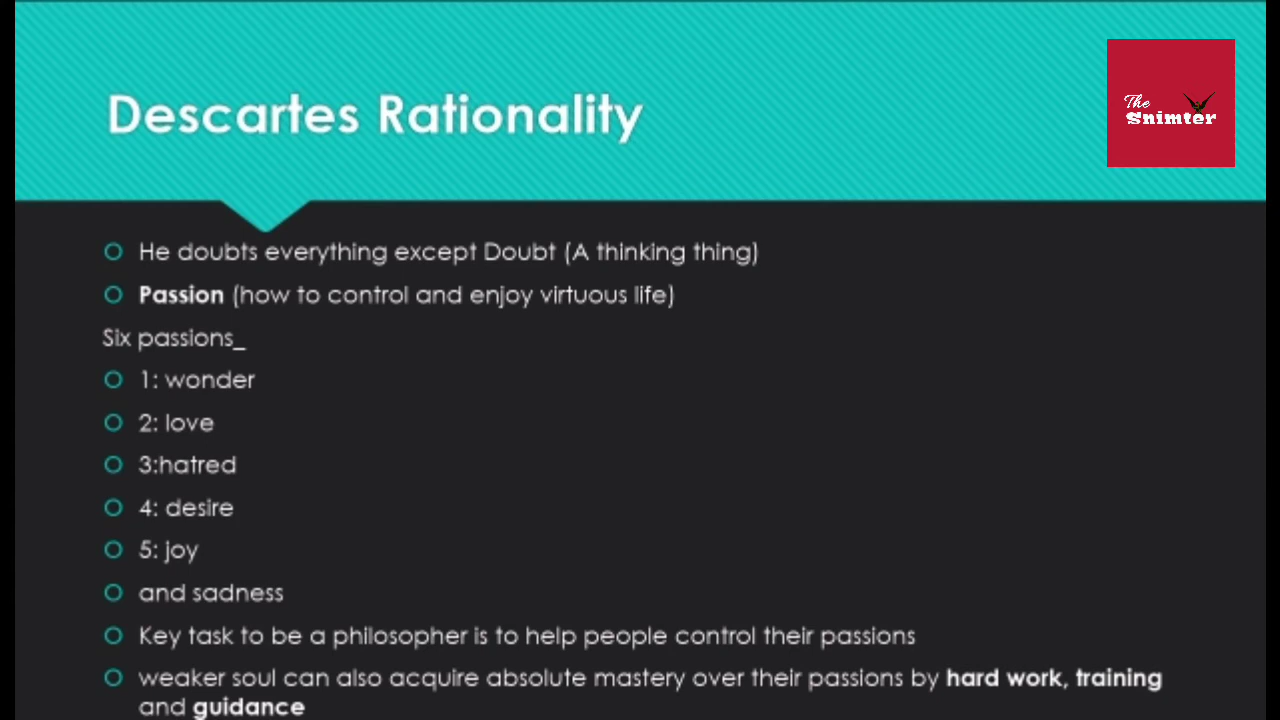 Descartes Rationality
The
Snimter
He doubts everything except Doubt (A thinking thing)
Passion (how to control and enjoy virtuous life)
Six passions_
1: wonder
2: love
3:hatred
4: desire
5: joy
and sadness
Key task to be a philosopher is to help people control their passions
weaker soul can also acquire absolute mastery over their passions by hard work, training
and guidance